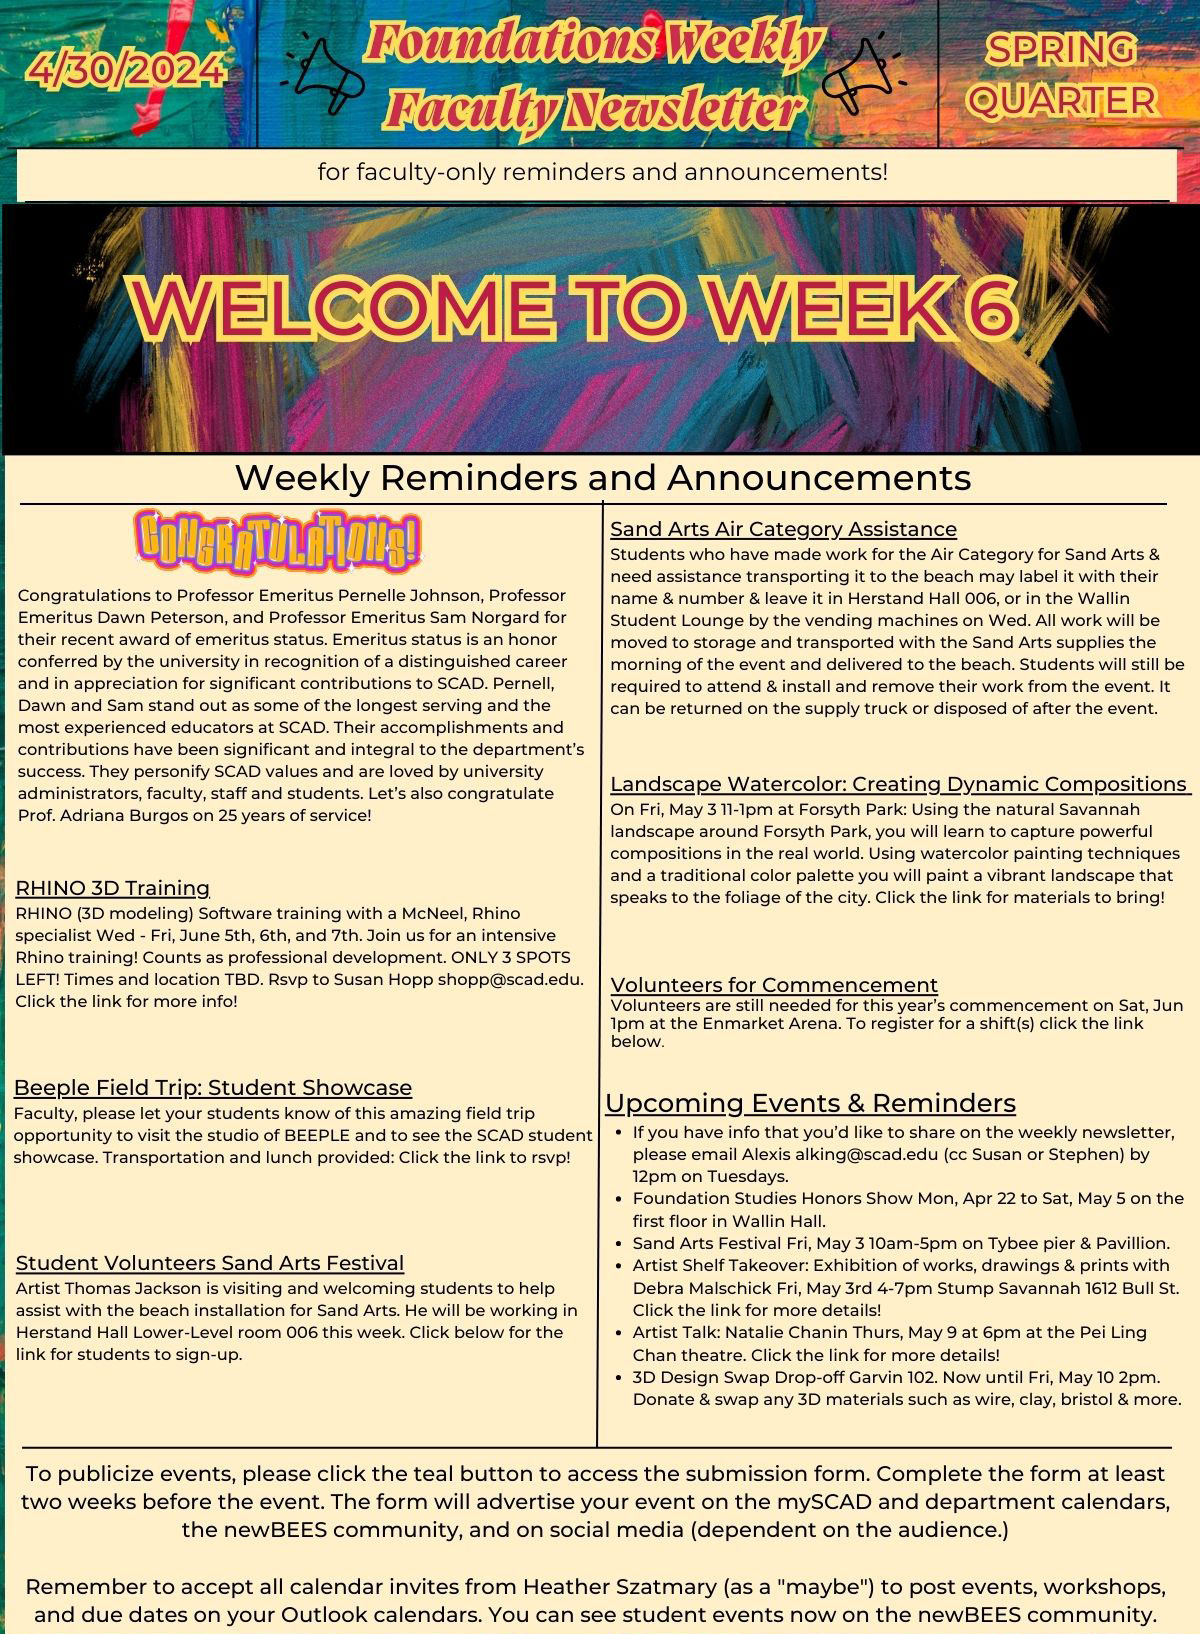 4/30/2024
Foundations Weekly
Faculty Newsletter
SPRING
QUARTER
for faculty-only reminders and announcements!
WELCOME TO WEEK 6
Weekly Reminders and Announcements
CONGRATULATIONS!
Congratulations to Professor Emeritus Pernelle Johnson, Professor
Emeritus Dawn Peterson, and Professor Emeritus Sam Norgard for
their recent award of emeritus status. Emeritus status is an honor
conferred by the university in recognition of a distinguished career
and in appreciation for significant contributions to SCAD. Pernell,
Dawn and Sam stand out as some of the longest serving and the
most experienced educators at SCAD. Their accomplishments and
contributions have been significant and integral to the department's
success. They personify SCAD values and are loved by university
administrators, faculty, staff and students. Let's also congratulate
Prof. Adriana Burgos on 25 years of service!
RHINO 3D Training
RHINO (3D modeling) Software training with a McNeel, Rhino
specialist Wed - Fri, June 5th, 6th, and 7th. Join us for an intensive
Rhino training! Counts as professional development. ONLY 3 SPOTS
LEFT! Times and location TBD. Rsvp to Susan Hopp shopp@scad.edu.
Click the link for more info!
Beeple Field Trip: Student Showcase
Faculty, please let your students know of this amazing field trip
opportunity to visit the studio of BEEPLE and to see the SCAD student
showcase. Transportation and lunch provided: Click the link to rsvp!
Student Volunteers Sand Arts Festival
Artist Thomas Jackson is visiting and welcoming students to help
assist with the beach installation for Sand Arts. He will be working in
Herstand Hall Lower-Level room 006 this week. Click below for the
link for students to sign-up.
Sand Arts Air Category Assistance
Students who have made work for the Air Category for Sand Arts &
need assistance transporting it to the beach may label it with their
name & number & leave it in Herstand Hall 006, or in the Wallin
Student Lounge by the vending machines on Wed. All work will be
moved to storage and transported with the Sand Arts supplies the
morning of the event and delivered to the beach. Students will still be
required to attend & install and remove their work from the event. It
can be returned on the supply truck or disposed of after the event.
Landscape Watercolor: Creating Dynamic Compositions
On Fri, May 3 11-1pm at Forsyth Park: Using the natural Savannah
landscape around Forsyth Park, you will learn to capture powerful
compositions in the real world. Using watercolor painting techniques
and a traditional color palette you will paint a vibrant landscape that
speaks to the foliage of the city. Click the link for materials to bring!
Volunteers for Commencement
Volunteers are still needed for this year's commencement on Sat, Jun
1pm at the Enmarket Arena. To register for a shift(s) click the link
below.
Upcoming Events & Reminders
• If you have info that you'd like to share on the weekly newsletter,
please email Alexis alking@scad.edu (cc Susan or Stephen) by
12pm on Tuesdays.
• Foundation Studies Honors Show Mon, Apr 22 to Sat, May 5 on the
first floor in Wallin Hall.
• Sand Arts Festival Fri, May 3 10am-5pm on Tybee pier & Pavillion.
• Artist Shelf Takeover: Exhibition of works, drawings & prints with
Debra Malschick Fri, May 3rd 4-7pm Stump Savannah 1612 Bull St.
Click the link for more details!
• Artist Talk: Natalie Chanin Thurs, May 9 at 6pm at the Pei Ling
Chan theatre. Click the link for more details!
• 3D Design Swap Drop-off Garvin 102. Now until Fri, May 10 2pm.
Donate & swap any 3D materials such as wire, clay, bristol & more.
To publicize events, please click the teal button to access the submission form. Complete the form at least
two weeks before the event. The form will advertise your event on the mySCAD and department calendars,
the newBEES community, and on social media (dependent on the audience.)
Remember to accept all calendar invites from Heather Szatmary (as a "maybe") to post events, workshops,
and due dates on your Outlook calendars. You can see student events now on the newBEES community.